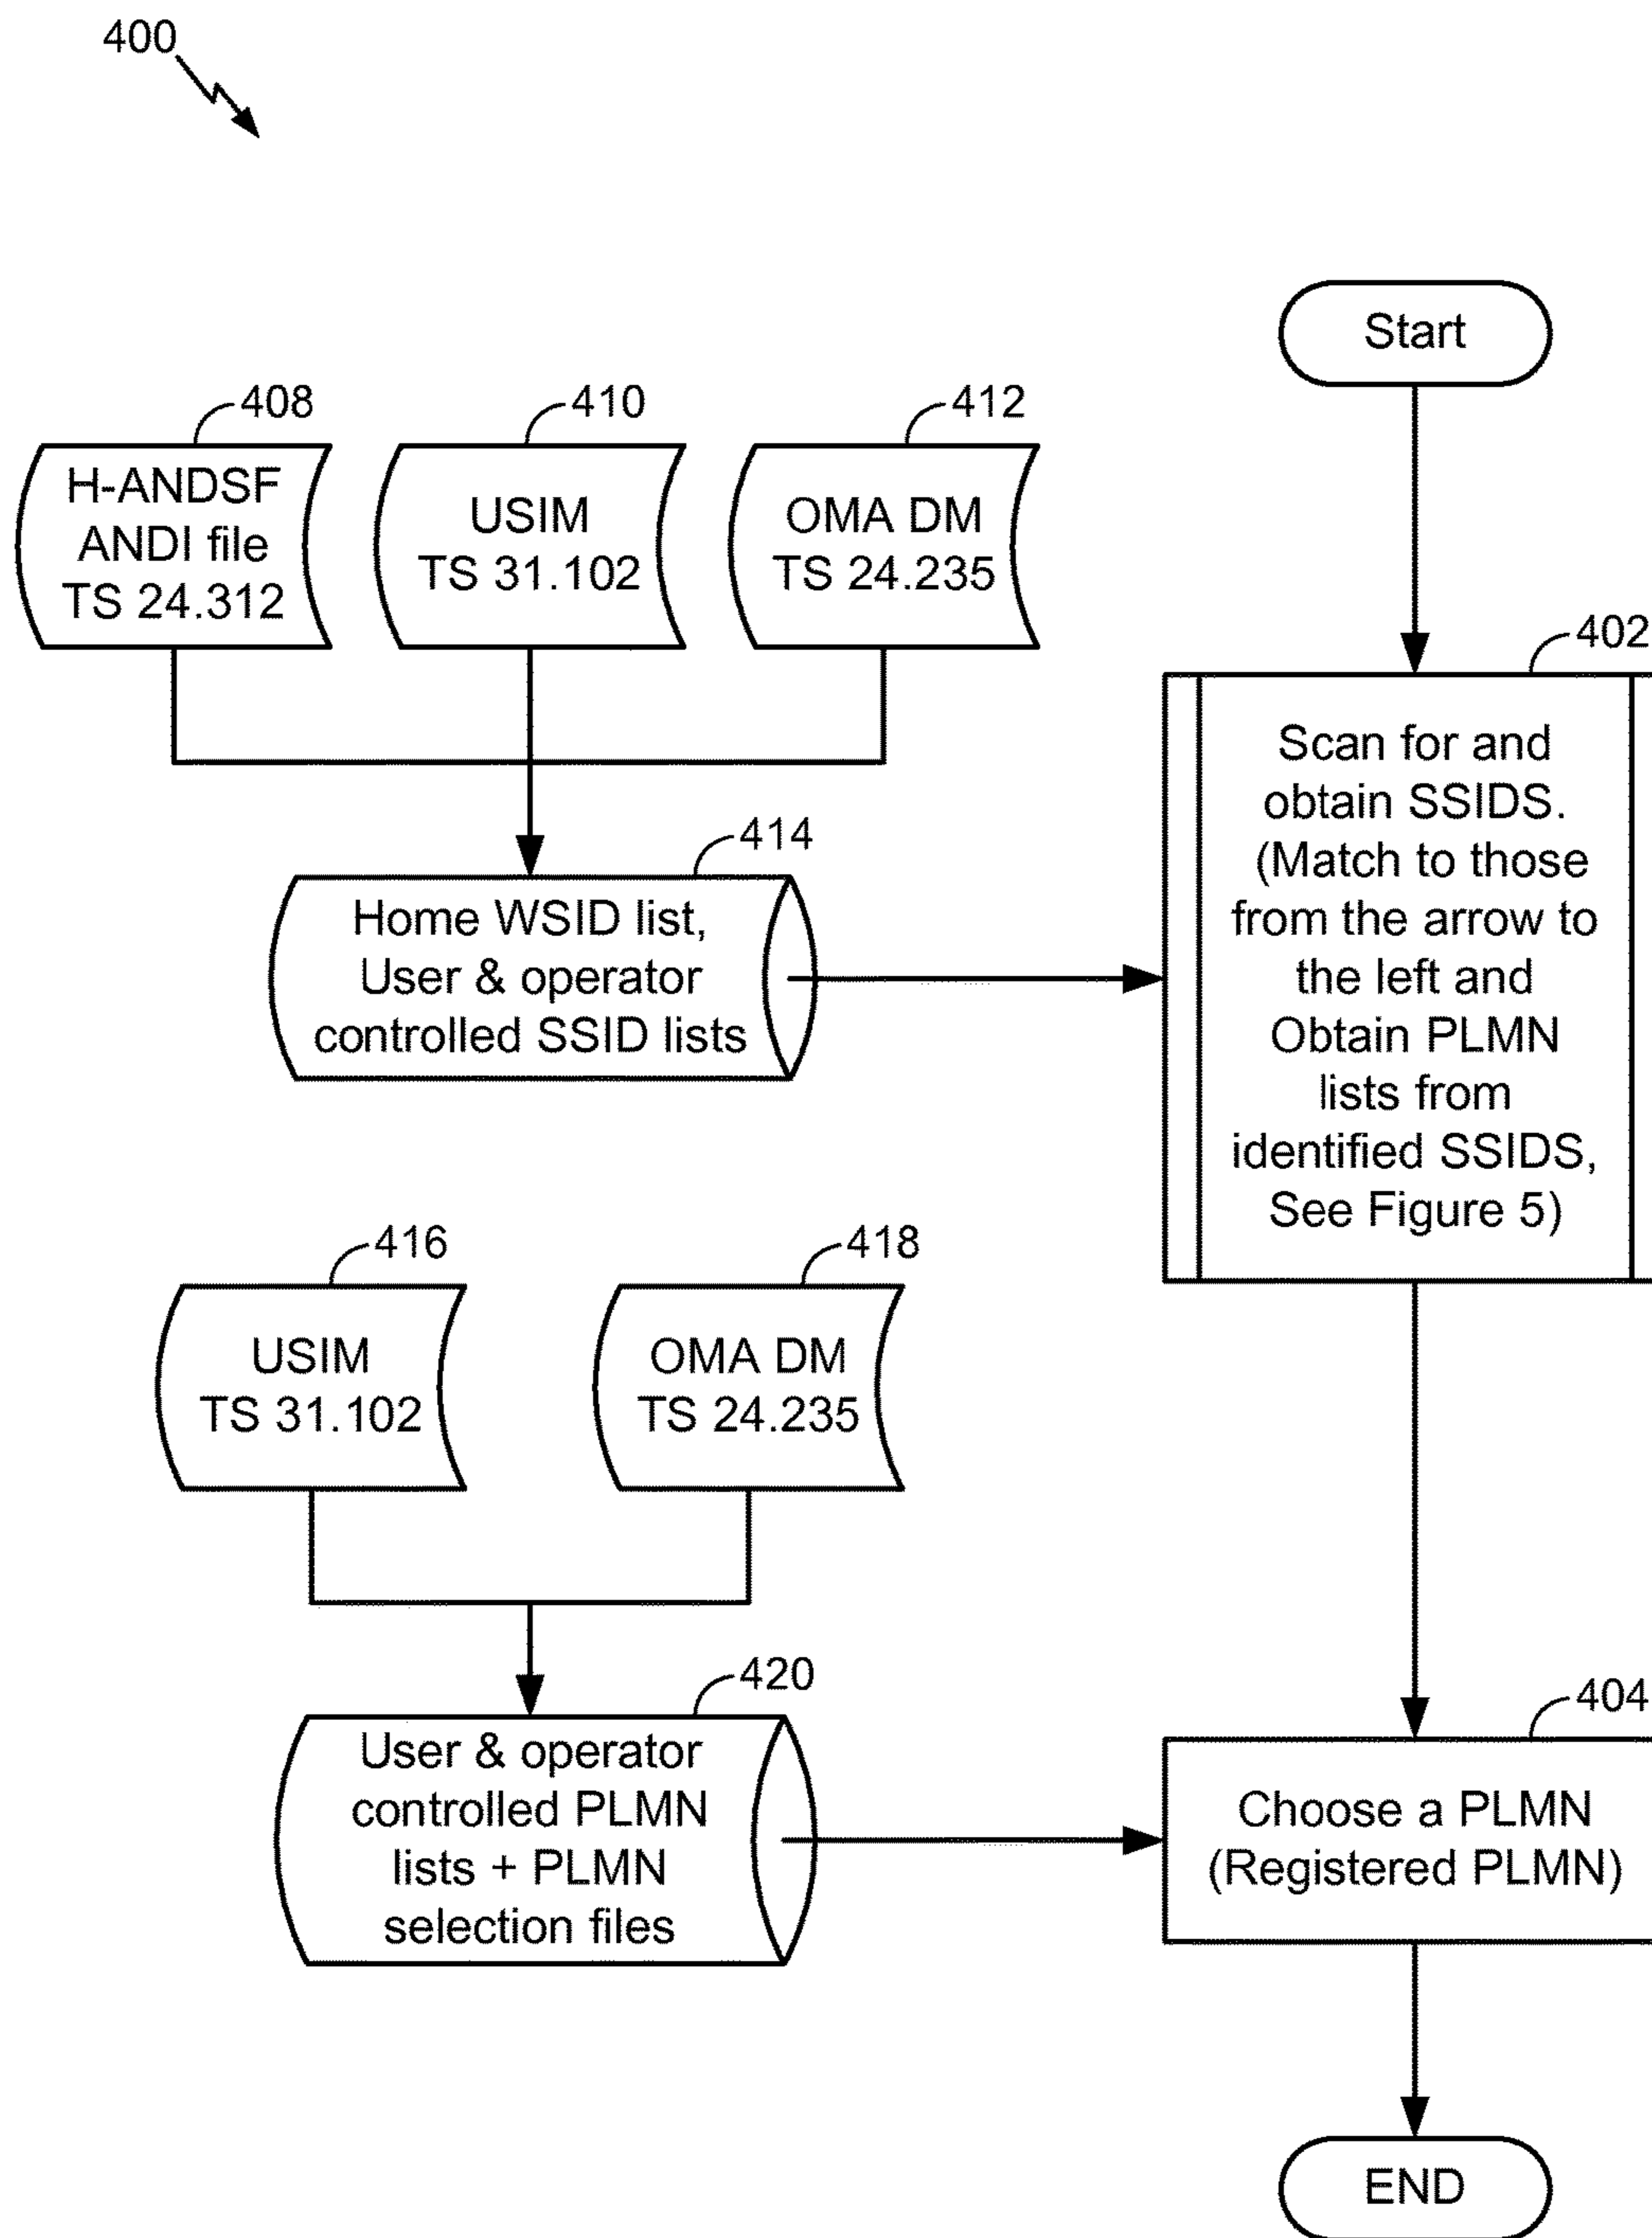 400
Start
408
410
412
H-ANDSF
ANDI file
TS 24.312
USIM
TS 31.102
OMA DM
TS 24.235
402
Scan for and
obtain SSIDS.
(Match to those
from the arrow to
the left and
Obtain PLMN
lists from
identified SSIDS,
See Figure 5)
414
Home WSID list,
User & operator
controlled SSID lists
416
418
USIM
TS 31.102
OMA DM
TS 24.235
420
User & operator
controlled PLMN
lists + PLMN
selection files
404
Choose a PLMN
(Registered PLMN)
END